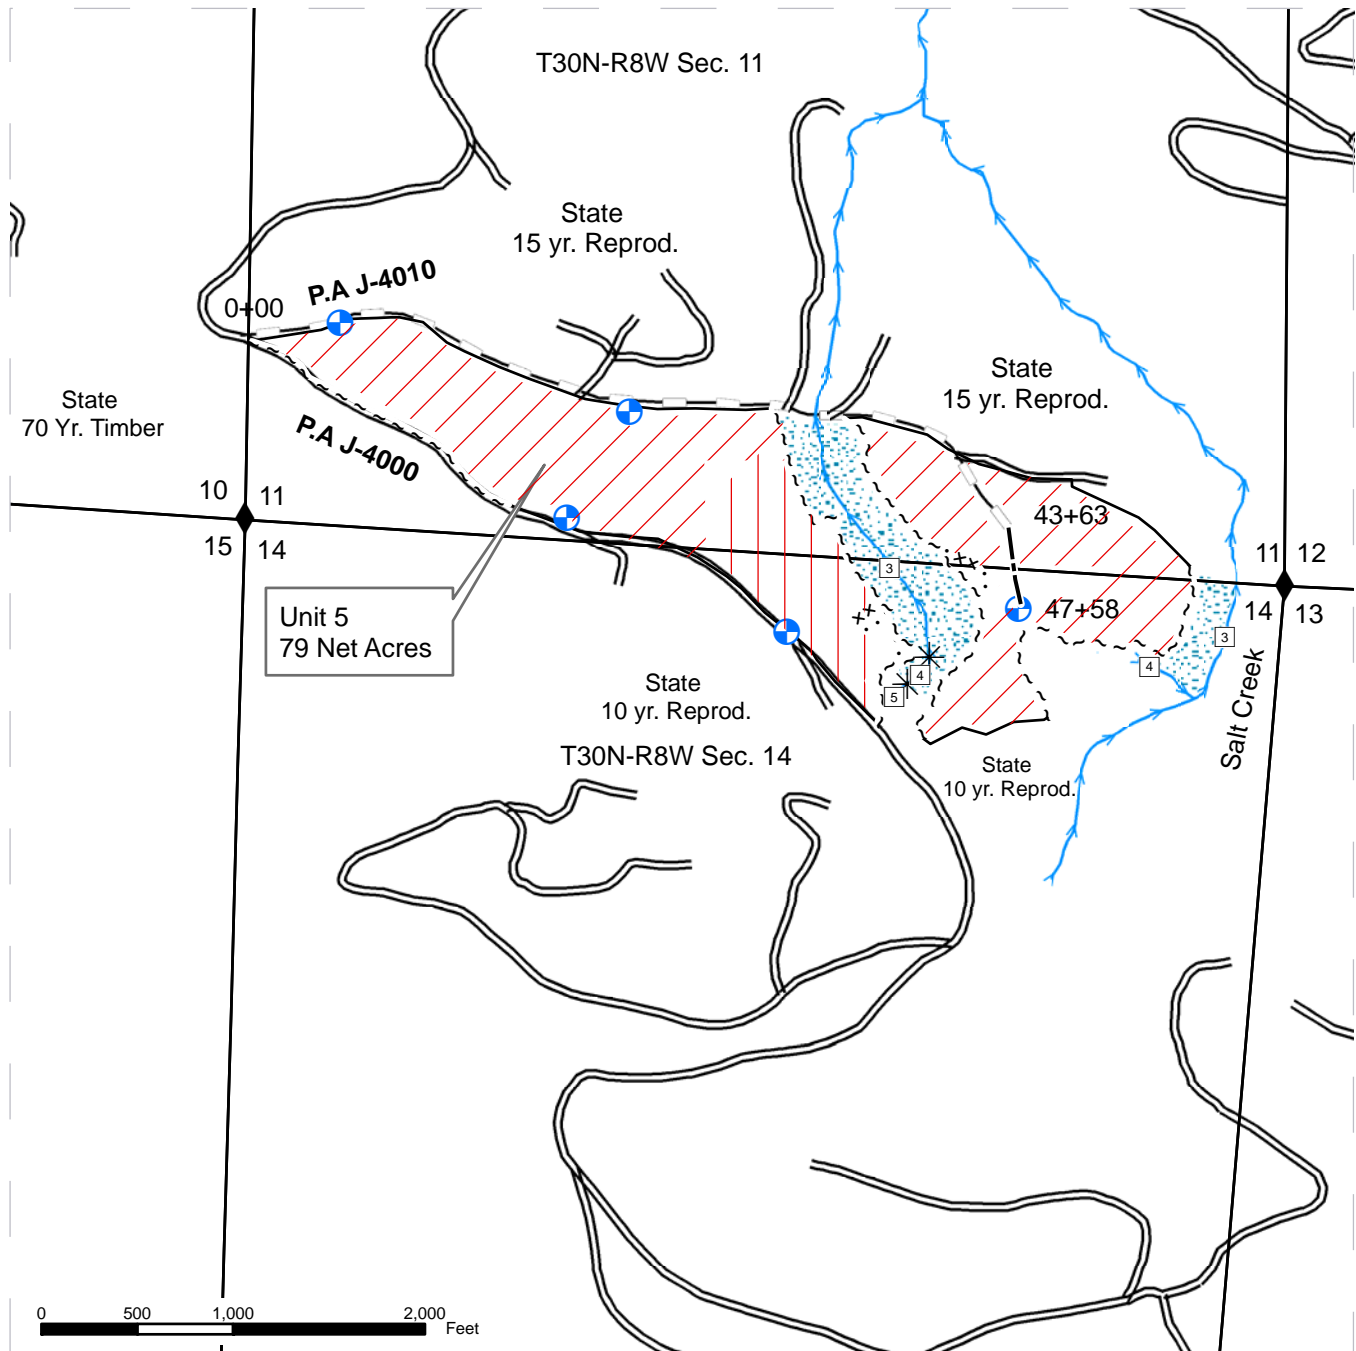 T30N-R8W Sec. 11
State
15 yr. Reprod.
P.A J-4010
0+00
State
15 yr. Reprod.
State
70 Yr. Timber
P.A J-4000
10
11
15
14
43+63
11
12
14
13
3
47+58
Unit 5
79 Net Acres
3
4
4
5
Salt Creek
State
10 yr. Reprod.
T30N-R8W Sec. 14
State
10 yr. Reprod.
0
500
1,000
2,000
Feet